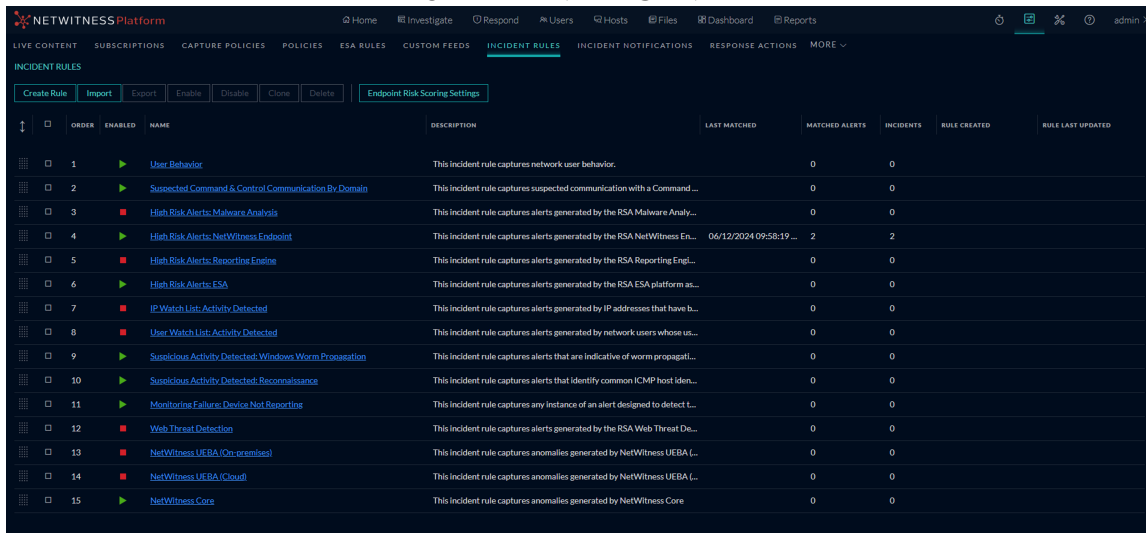 NETWITNESS Platform Home Investigate Respond Users Hosts Files Dashboard Reports admin
LIVE CONTENT SUBSCRIPTIONS CAPTURE POLICIES POLICIES ESA RULES CUSTOM FEEDS INCIDENT RULES INCIDENT NOTIFICATIONS RESPONSE ACTIONS MORE
INCIDENT RULES
Create Rule Import Export Enable Disable Clone Delete Endpoint Risk Scoring Settings
ORDER ENABLED NAME DESCRIPTION LAST MATCHED MATCHED ALERTS INCIDENTS RULE CREATED RULE LAST UPDATED
1 User Behavior This incident rule captures network user behavior. 0 0
2 Suspected Command & Control Communication By Domain This incident rule captures suspected communication with a Command ... 0 0
3 High Risk Alerts: Malware Analysis This incident rule captures alerts generated by the RSA Malware Analy... 0 0
4 High Risk Alerts: NetWitness Endpoint This incident rule captures alerts generated by the RSA NetWitness En... 06/12/2024 09:58:19 ... 2 2
5 High Risk Alerts: Reporting Engine This incident rule captures alerts generated by the RSA Reporting Engi... 0 0
6 High Risk Alerts: ESA This incident rule captures alerts generated by the RSA ESA platform as... 0 0
7 IP Watch List: Activity Detected This incident rule captures alerts generated by IP addresses that have b... 0 0
8 User Watch List: Activity Detected This incident rule captures alerts generated by network users whose us... 0 0
9 Suspicious Activity Detected: Windows Worm Propagation This incident rule captures alerts that are indicative of worm propagati... 0 0
10 Suspicious Activity Detected: Reconnaissance This incident rule captures alerts that identify common ICMP host iden... 0 0
11 Monitoring Failure: Device Not Reporting This incident rule captures any instance of an alert designed to detect t... 0 0
12 Web Threat Detection This incident rule captures alerts generated by the RSA Web Threat De... 0 0
13 NetWitness UEBA (On-premises) This incident rule captures anomalies generated by NetWitness UEBA (... 0 0
14 NetWitness UEBA (Cloud) This incident rule captures anomalies generated by NetWitness UEBA (... 0 0
15 NetWitness Core This incident rule captures anomalies generated by NetWitness Core 0 0